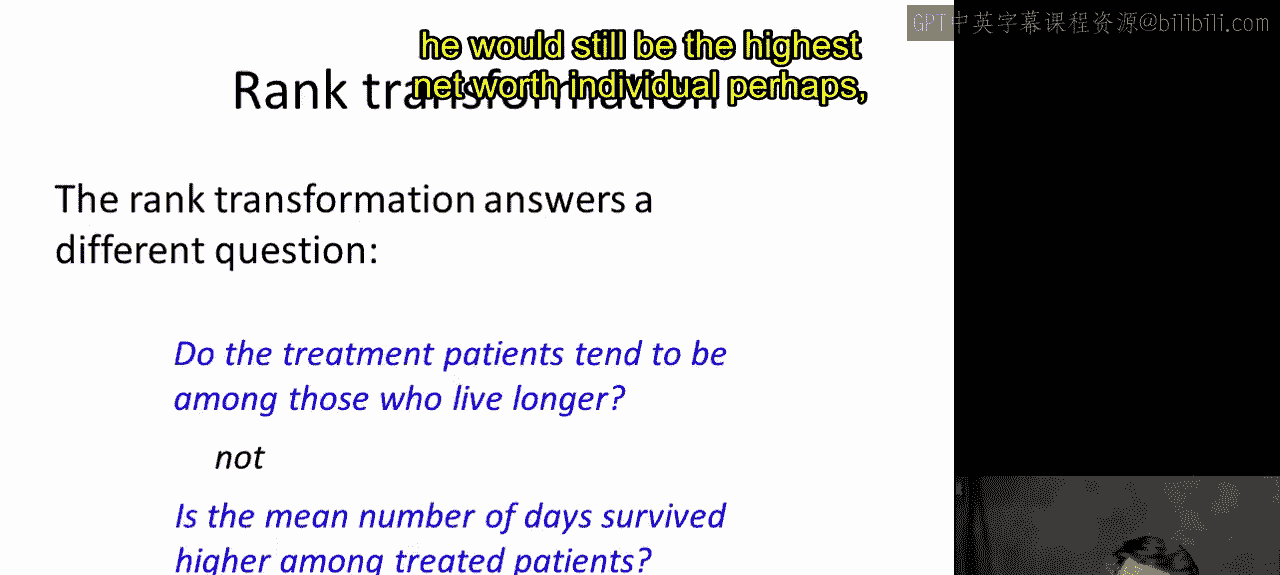 GPT中英字幕课程资源@bilibili.com
he would still be the highest
net worth individual perhaps,
Rank transformation
The rank transformation answers a
different question:
Do the treatment patients tend to be
among those who live longer?
not
Is the mean number of days survived
higher among treated patients?